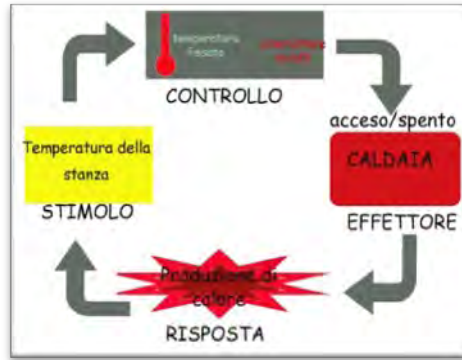 Temperatura
Fissata
CONTROLLO
acceso/spento
CALDAIA
EFFETTORE
Temperatura della
stanza
STIMOLO
Produzione di
"calore"
RISPOSTA